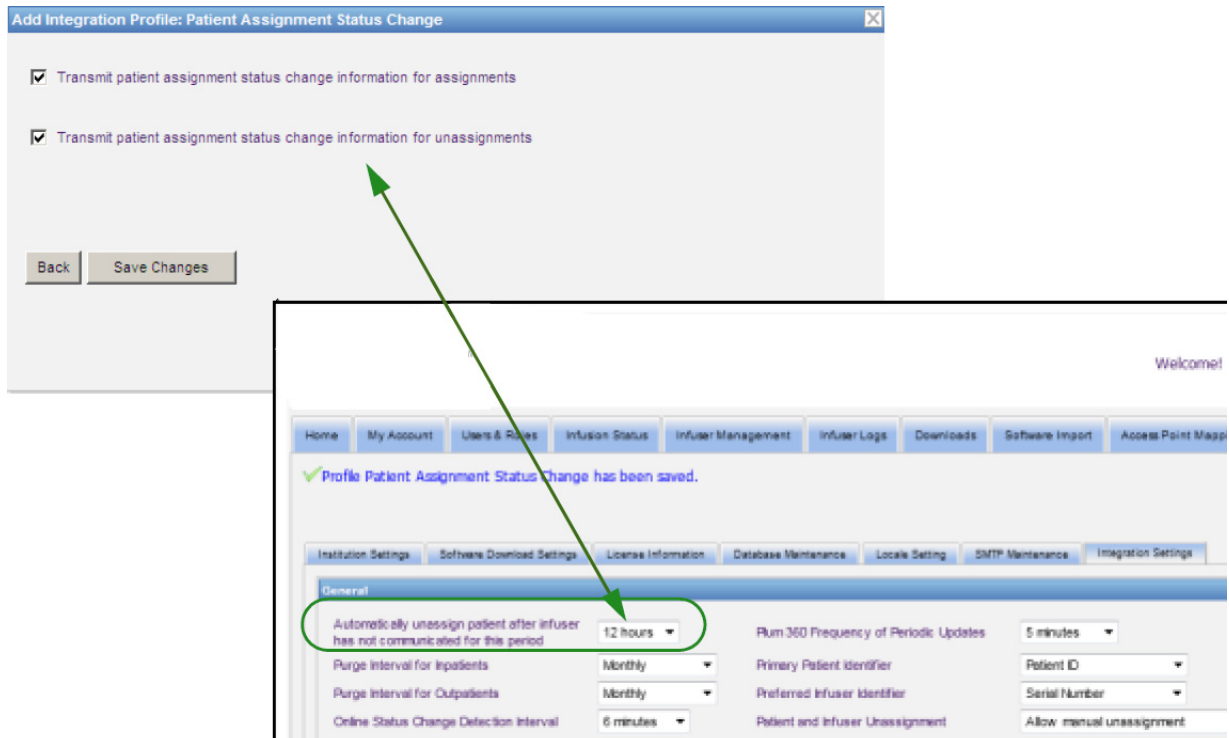 Add Integration Profile: Patient Assignment Status Change
Transmit patient assignment status change information for assignments
Transmit patient assignment status change information for unassignments
Back Save Changes
Welcome!
Home My Account Users & Roles Infusion Status Infuser Management Infuser Logs Downloads Software Import Access Point Mapp
Profile Patient Assignment Status Change has been saved.
Institution Settings Software Download Settings License Information Database Maintenance Locale Setting SMTP Maintenance Integration Settings
General
Automatically unassign patient after infuser
has not communicated for this period 12 hours Plum 360 Frequency of Periodic Updates 5 minutes
Purge Interval for Inpatients Monthly Primary Patient Identifier Patient ID
Purge Interval for Outpatients Monthly Preferred Infuser Identifier Serial Number
Online Status Change Detection Interval 6 minutes Patient and Infuser Unassignment Allow manual unassignment